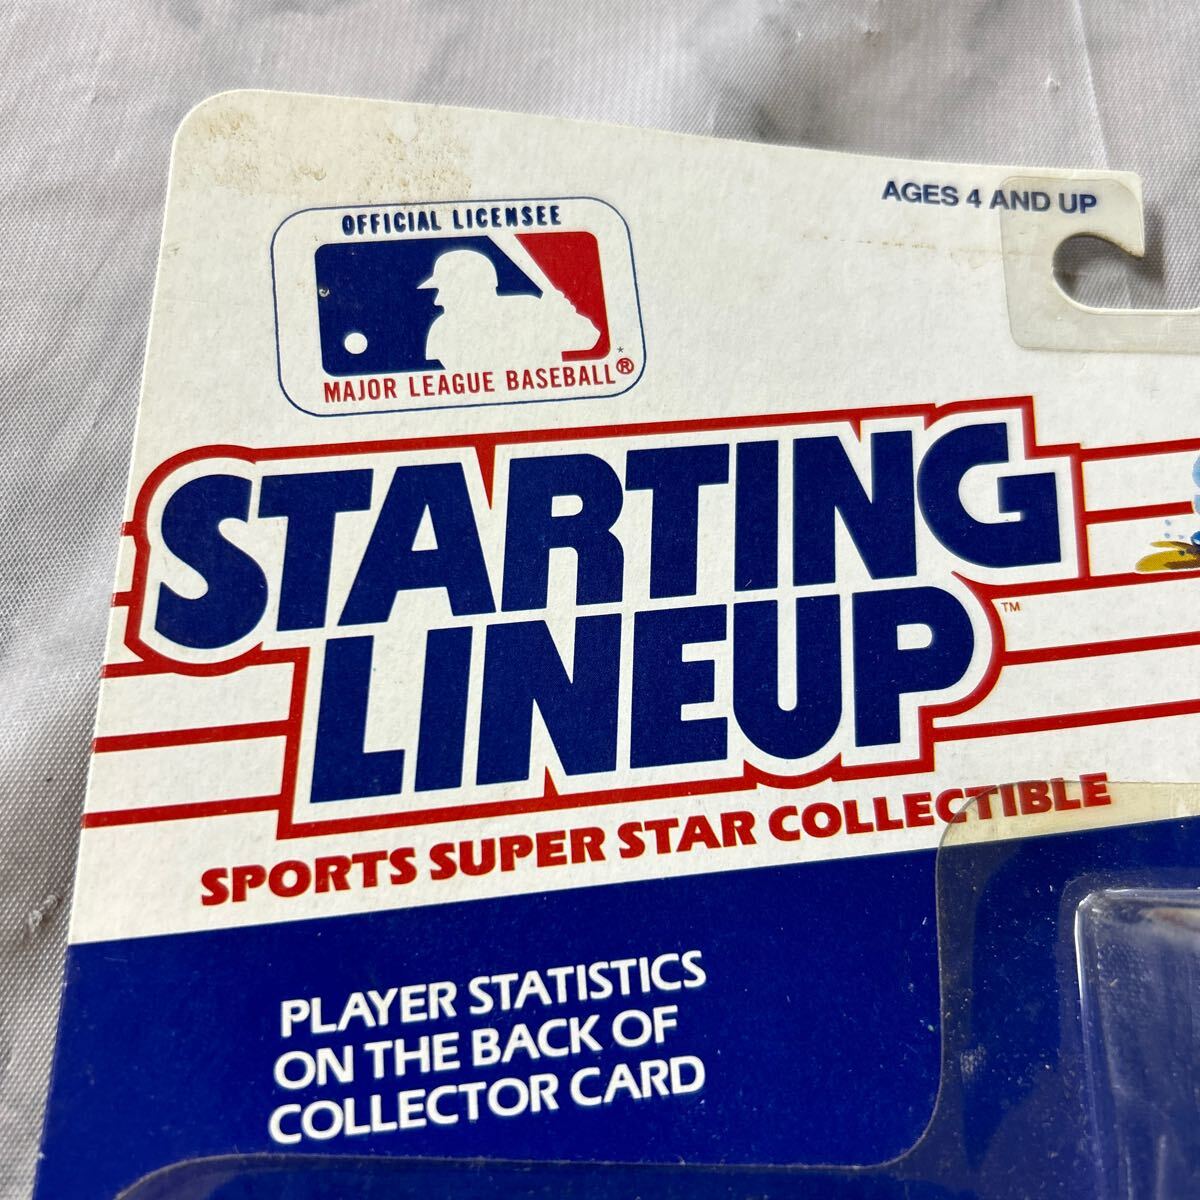 OFFICIAL LICENSEE
MAJOR LEAGUE BASEBALL®
AGES 4 AND UP
STARTING
LINEUP™
SPORTS SUPER STAR COLLECTIBLE
PLAYER STATISTICS
ON THE BACK OF
COLLECTOR CARD